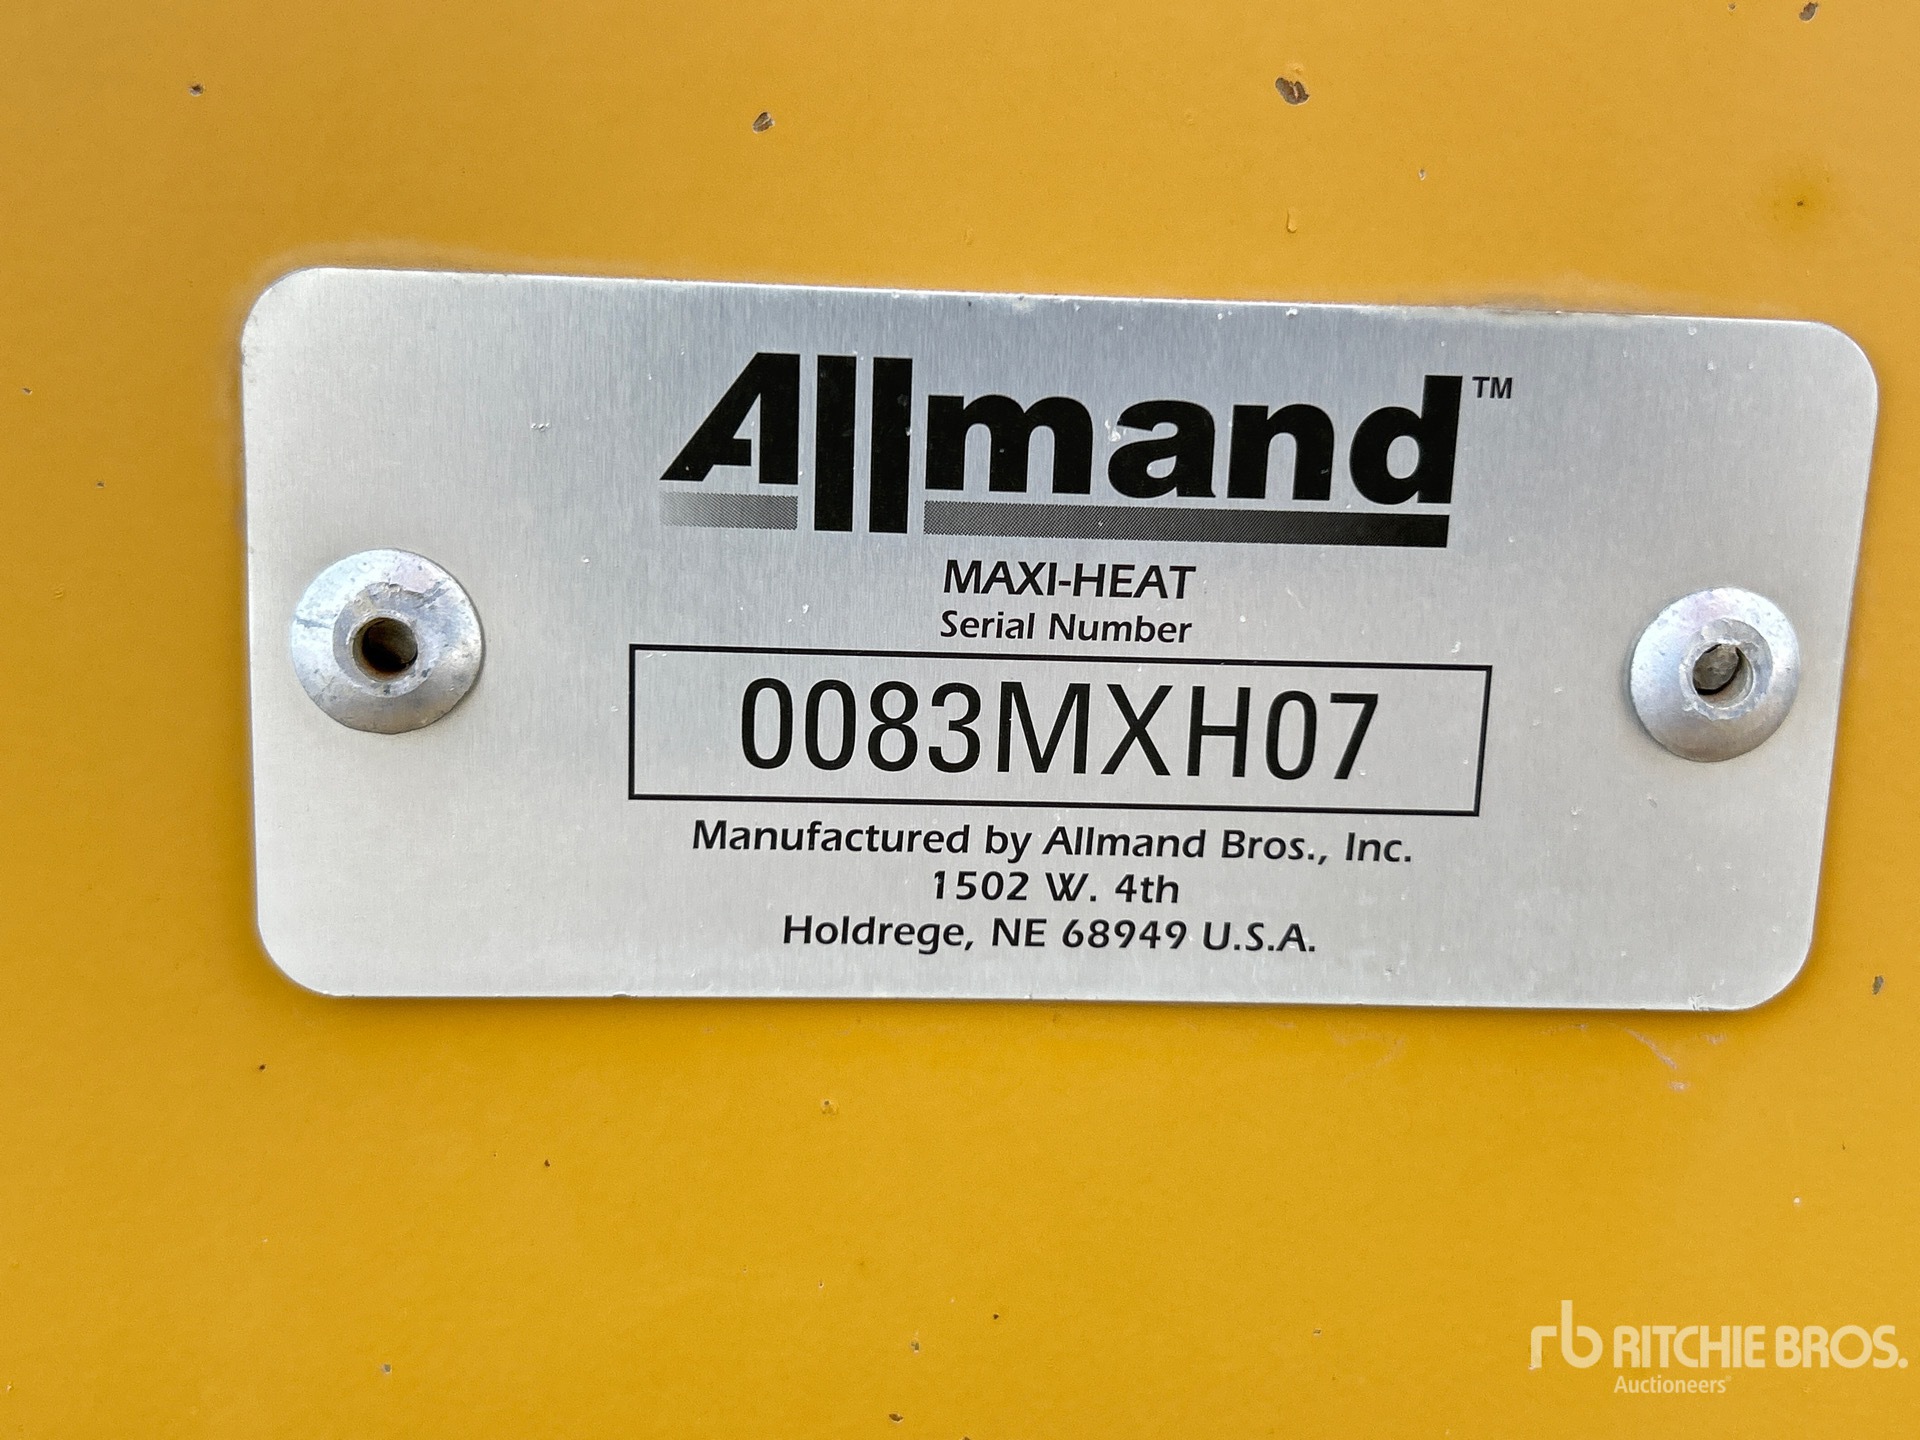 Allmand™
MAXI-HEAT
Serial Number
0083MXH07
Manufactured by Allmand Bros., Inc.
1502 W. 4th
Holdrege, NE 68949 U.S.A.
rb RITCHIE BROS.
Auctioneers®